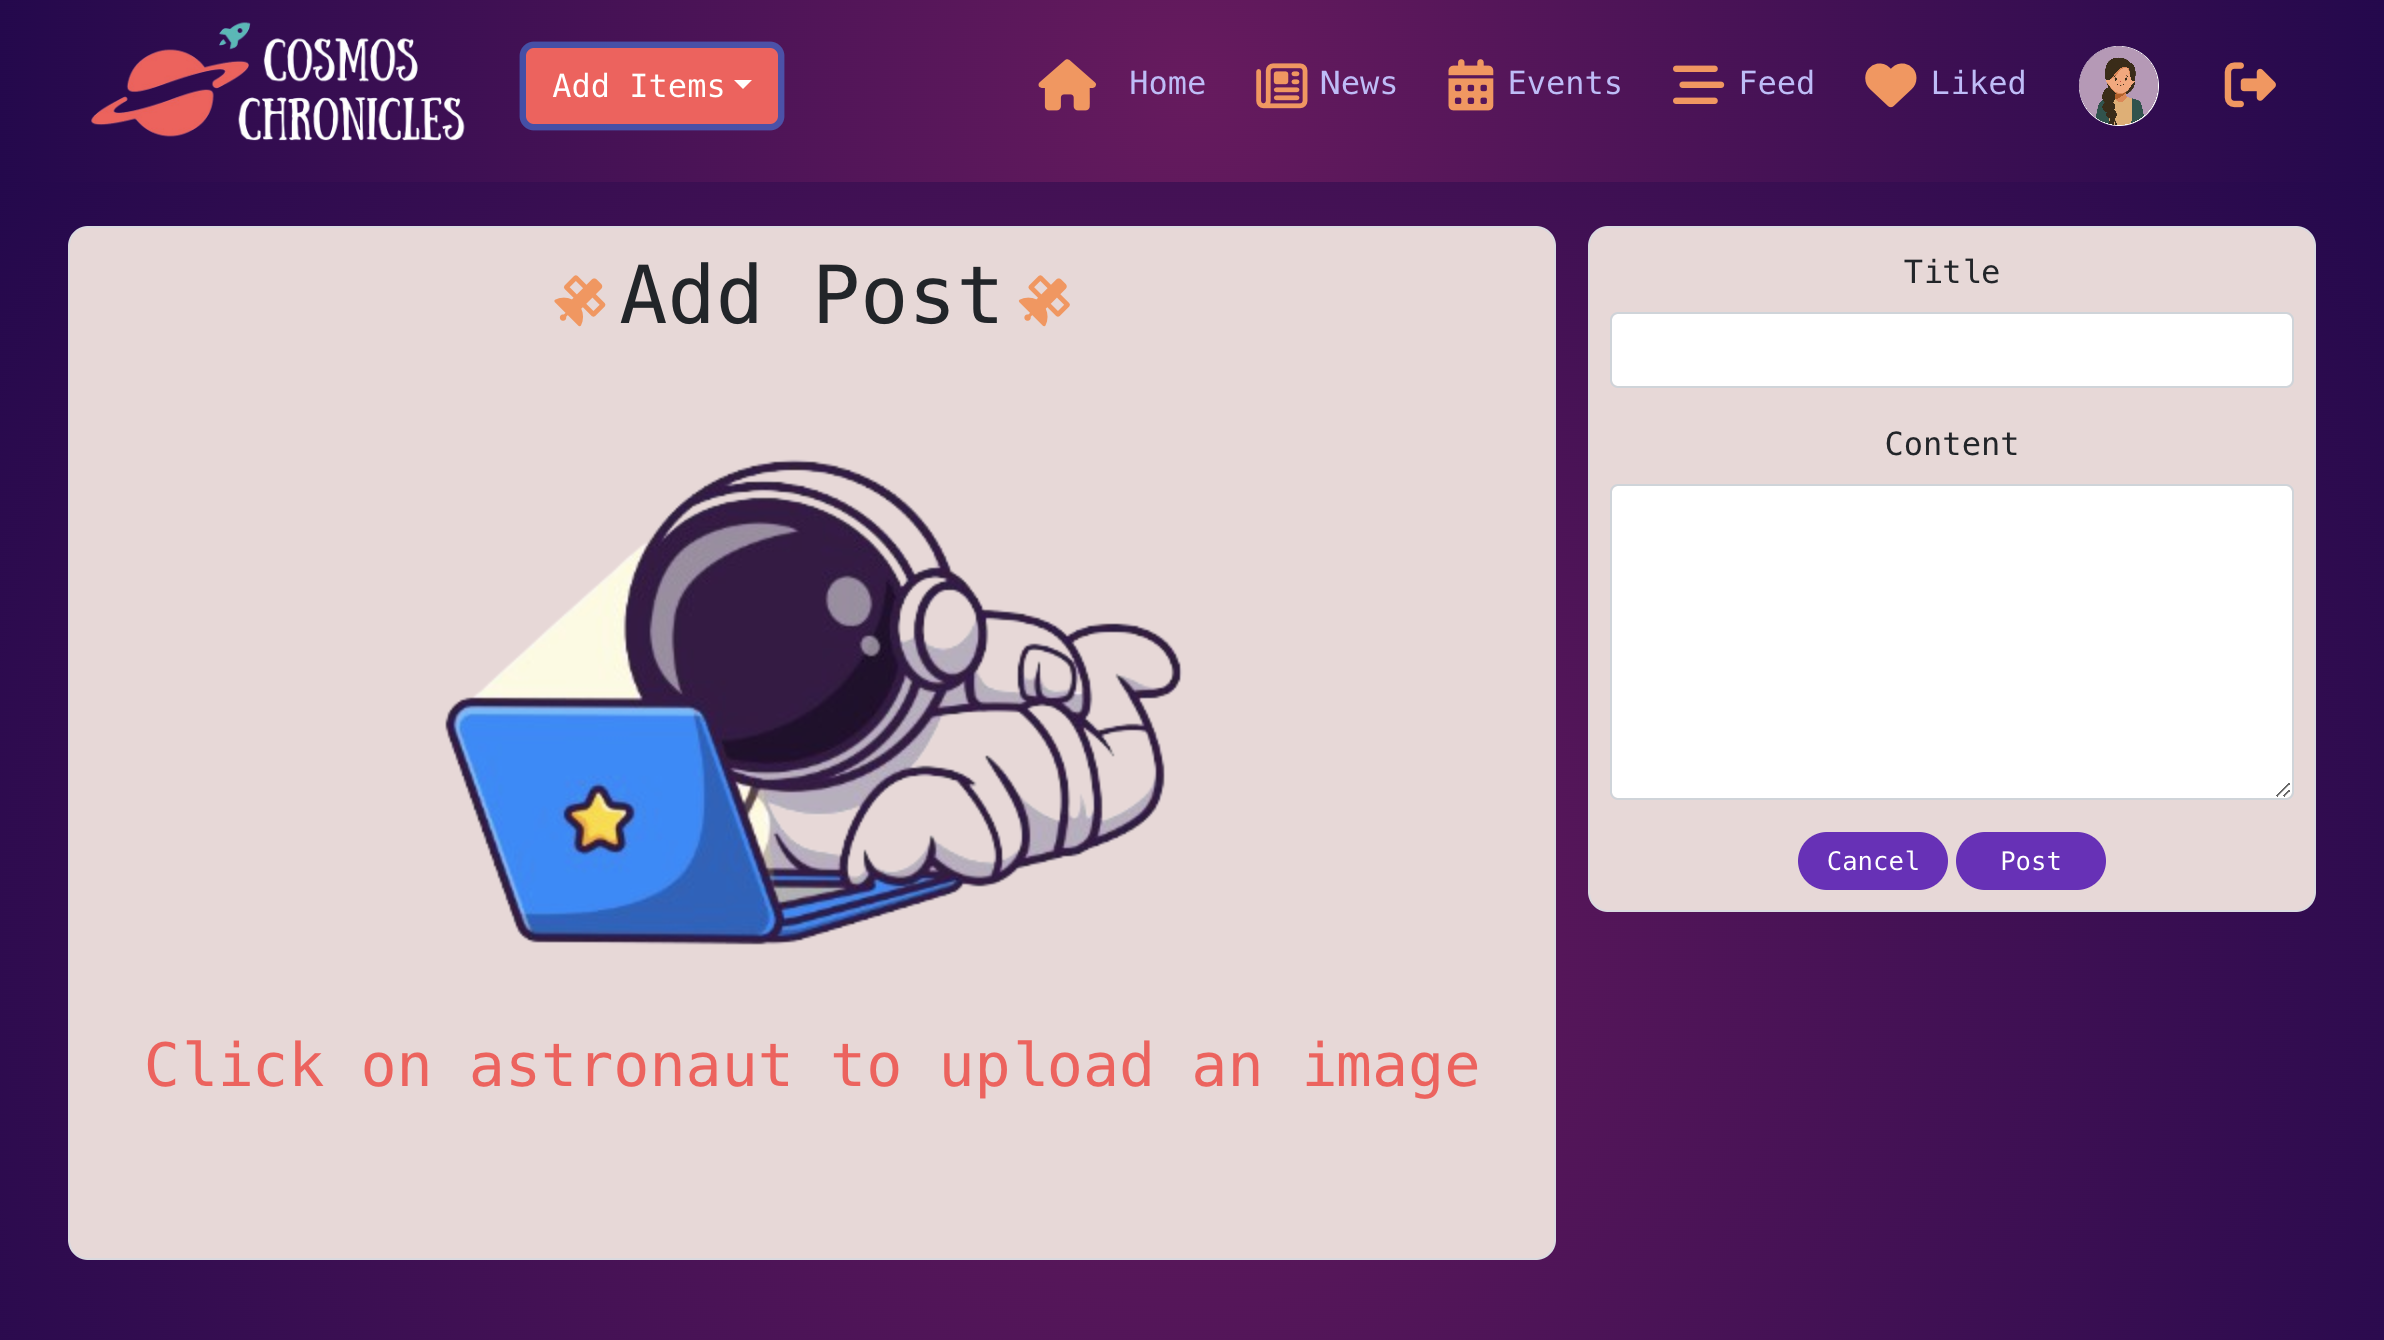 COSMOS
CHRONICLES
Add Items
Home
News
Events
Feed
Liked
Add Post
Click on astronaut to upload an image
Title
Content
Cancel
Post